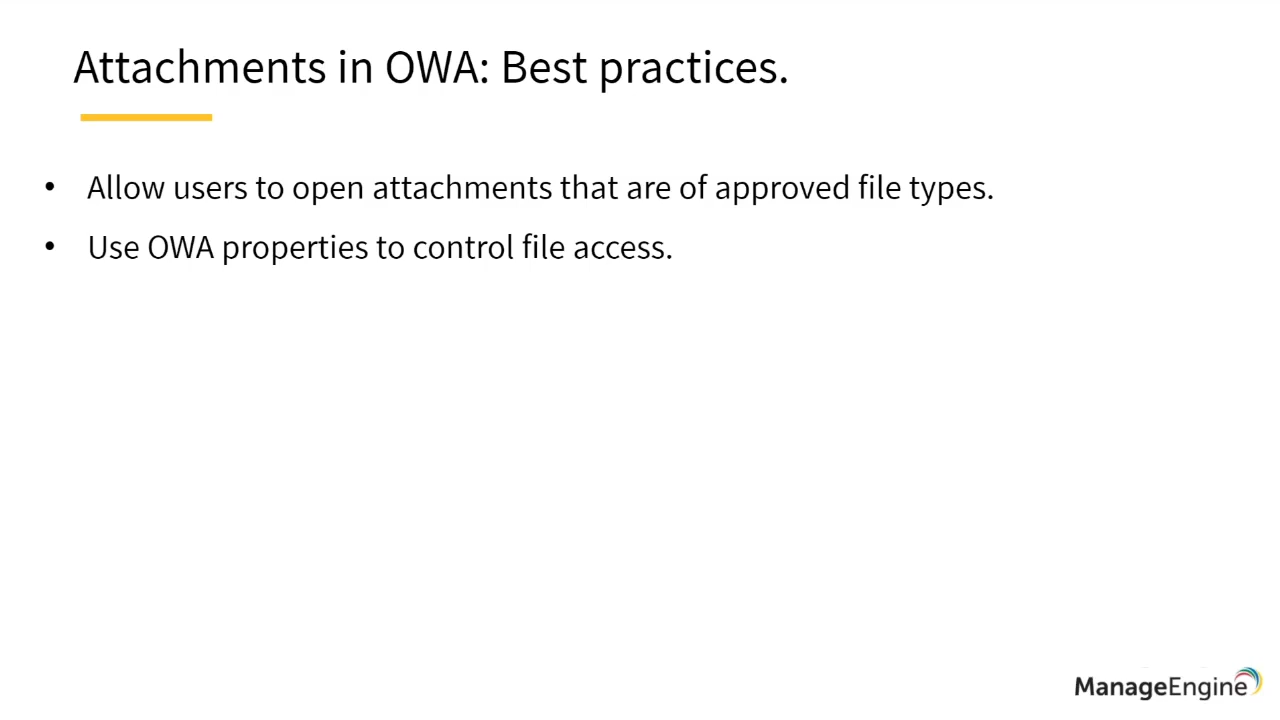 Attachments in OWA: Best practices.
• Allow users to open attachments that are of approved file types.
• Use OWA properties to control file access.
ManageEngine